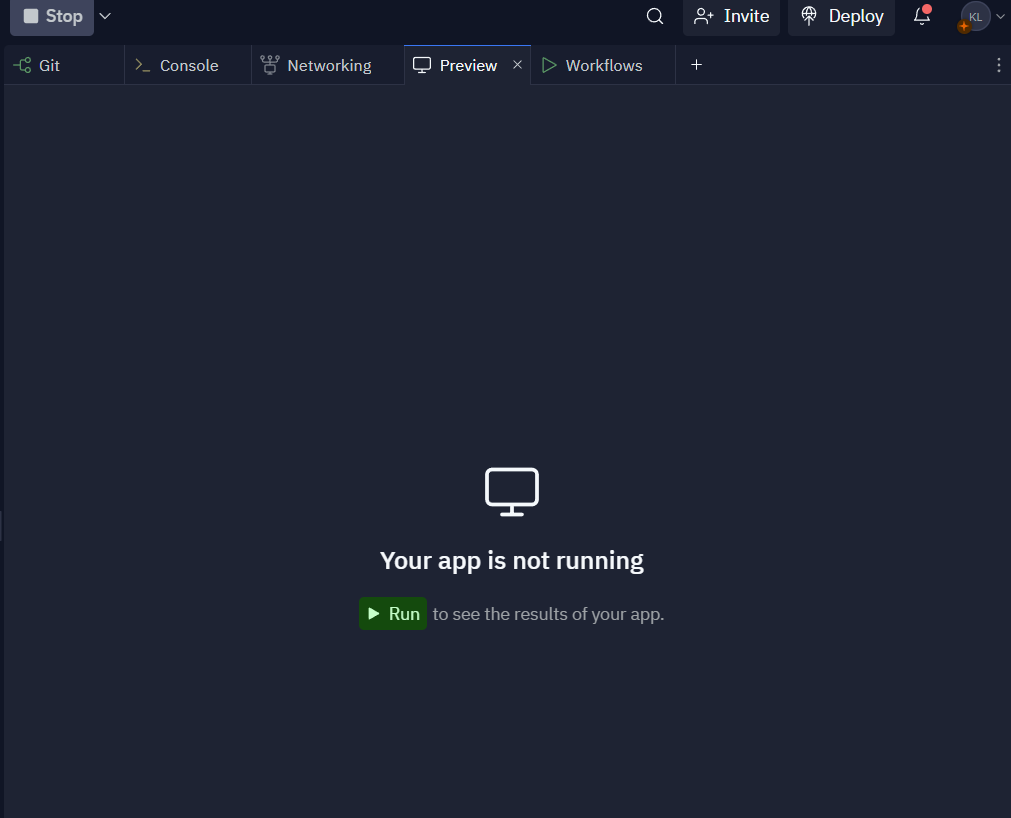 Stop Invite Deploy KL
Git Console Networking Preview Workflows
Your app is not running
Run to see the results of your app.